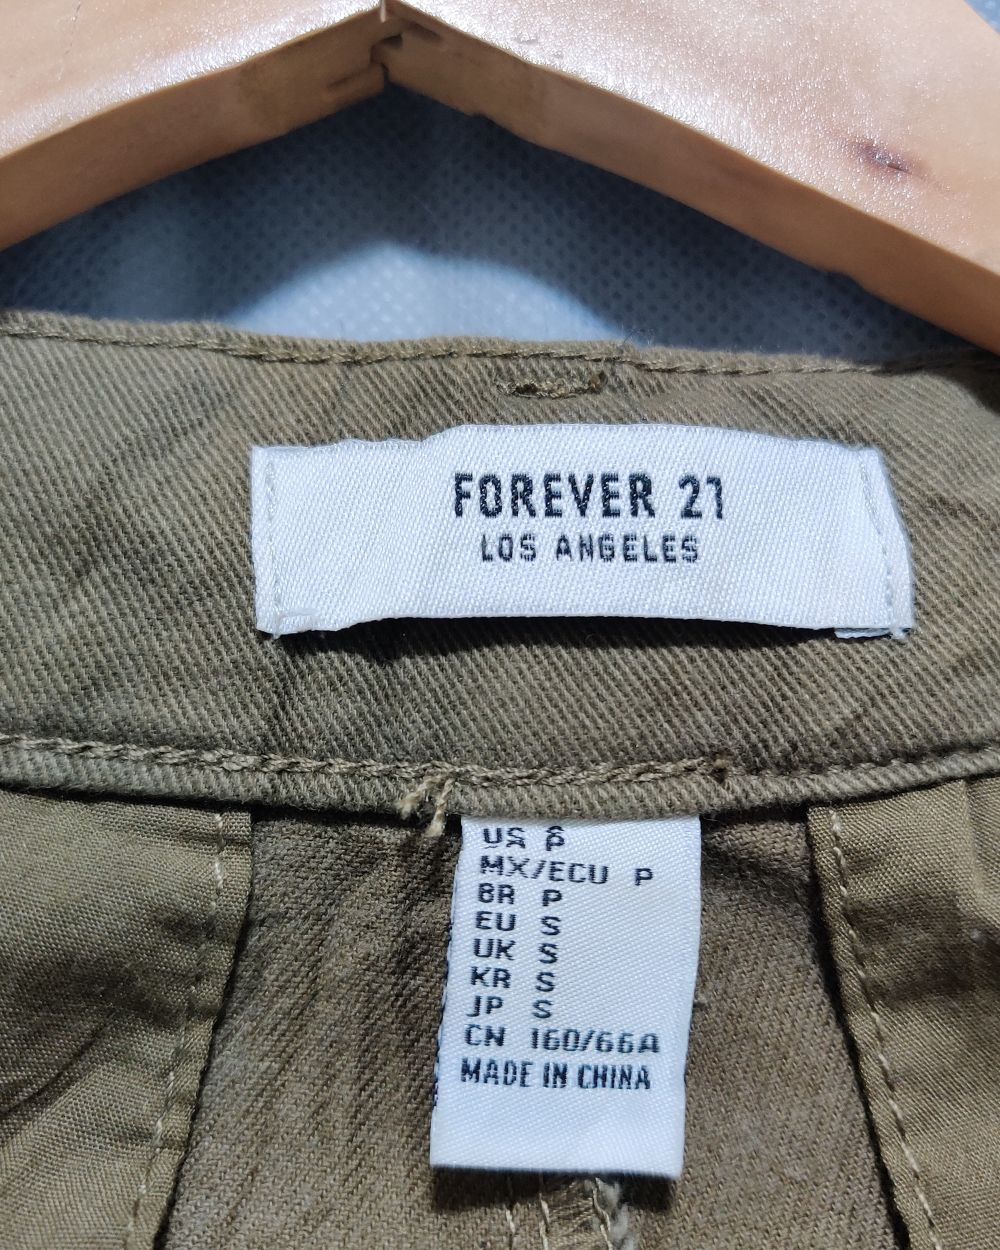 FOREVER 21
LOS ANGELES
US
MX/ECU P
BR P
EU S
UK S
KR S
JP S
CN 160/66A
MADE IN CHINA